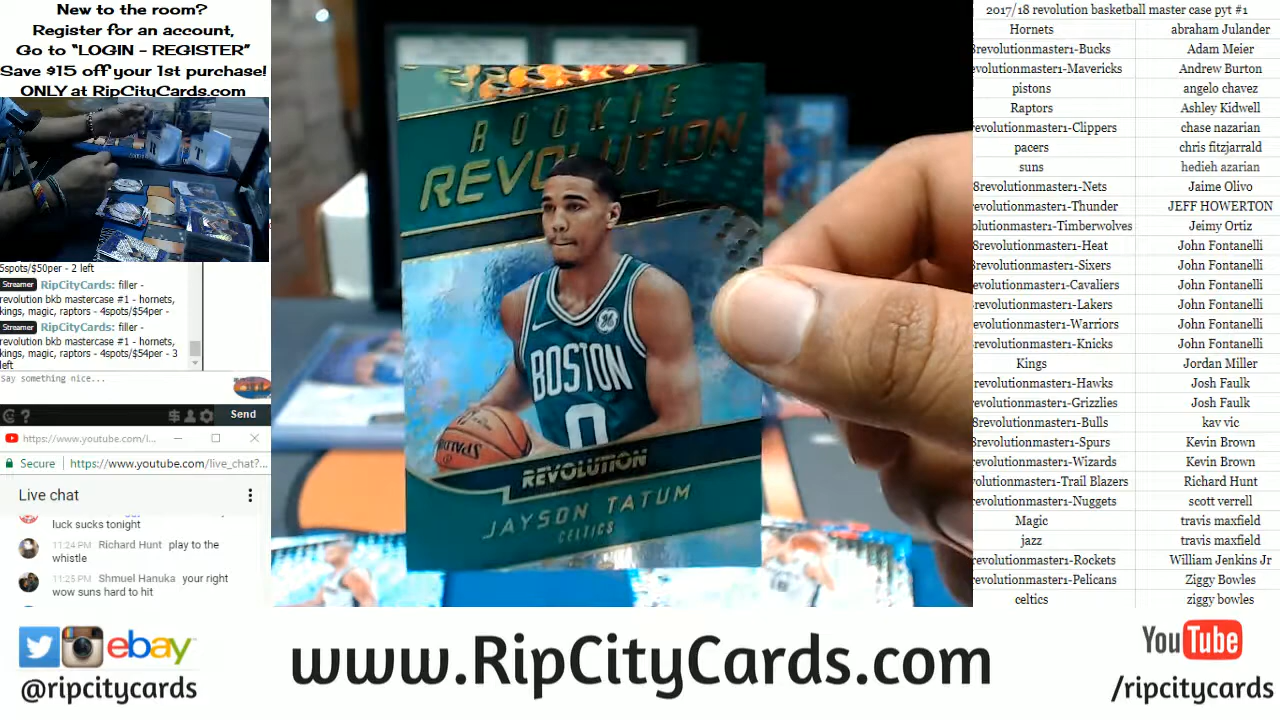 New to the room?
Register for an account,
Go to “LOGIN - REGISTER”
Save $15 off your 1st purchase!
ONLY at RipCityCards.com
5spots/$50per - 2 left
Streamer RipCityCards: filler -
revolution bkb mastercase #1 - hornets,
kings, magic, raptors - 4spots/$54per -
Streamer RipCityCards: filler -
revolution bkb mastercase #1 - hornets,
kings, magic, raptors - 4spots/$54per - 3
left
Say something nice...
Send
https://www.youtube.com/l...
Secure https://www.youtube.com/live_chat?...
Live chat
luck sucks tonight
11:24 PM Richard Hunt play to the
whistle
11:25 PM Shmuel Hanuka your right
wow suns hard to hit
ROOKIE
REVOLUTION
BOSTON
0
SPALDING
REVOLUTION
JAYSON TATUM
CELTICS
2017/18 revolution basketball master case pyt #1
Hornets abraham Julander
8revolutionmaster1-Bucks Adam Meier
evolutionmaster1-Mavericks Andrew Burton
pistons angelo chavez
Raptors Ashley Kidwell
evolutionmaster1-Clippers chase nazarian
pacers chris fitzjarrald
suns hedieh azarian
8revolutionmaster1-Nets Jaime Olivo
revolutionmaster1-Thunder JEFF HOWERTON
olutionmaster1-Timberwolves Jeimy Ortiz
8revolutionmaster1-Heat John Fontanelli
revolutionmaster1-Sixers John Fontanelli
evolutionmaster1-Cavaliers John Fontanelli
revolutionmaster1-Lakers John Fontanelli
evolutionmaster1-Warriors John Fontanelli
revolutionmaster1-Knicks John Fontanelli
Kings Jordan Miller
revolutionmaster1-Hawks Josh Faulk
evolutionmaster1-Grizzlies Josh Faulk
8revolutionmaster1-Bulls kav vic
8revolutionmaster1-Spurs Kevin Brown
revolutionmaster1-Wizards Kevin Brown
volutionmaster1-Trail Blazers Richard Hunt
revolutionmaster1-Nuggets scott verrell
Magic travis maxfield
jazz travis maxfield
revolutionmaster1-Rockets William Jenkins Jr
revolutionmaster1-Pelicans Ziggy Bowles
celtics ziggy bowles
ebay
@ripcitycards
www.RipCityCards.com
YouTube
/ripcitycards